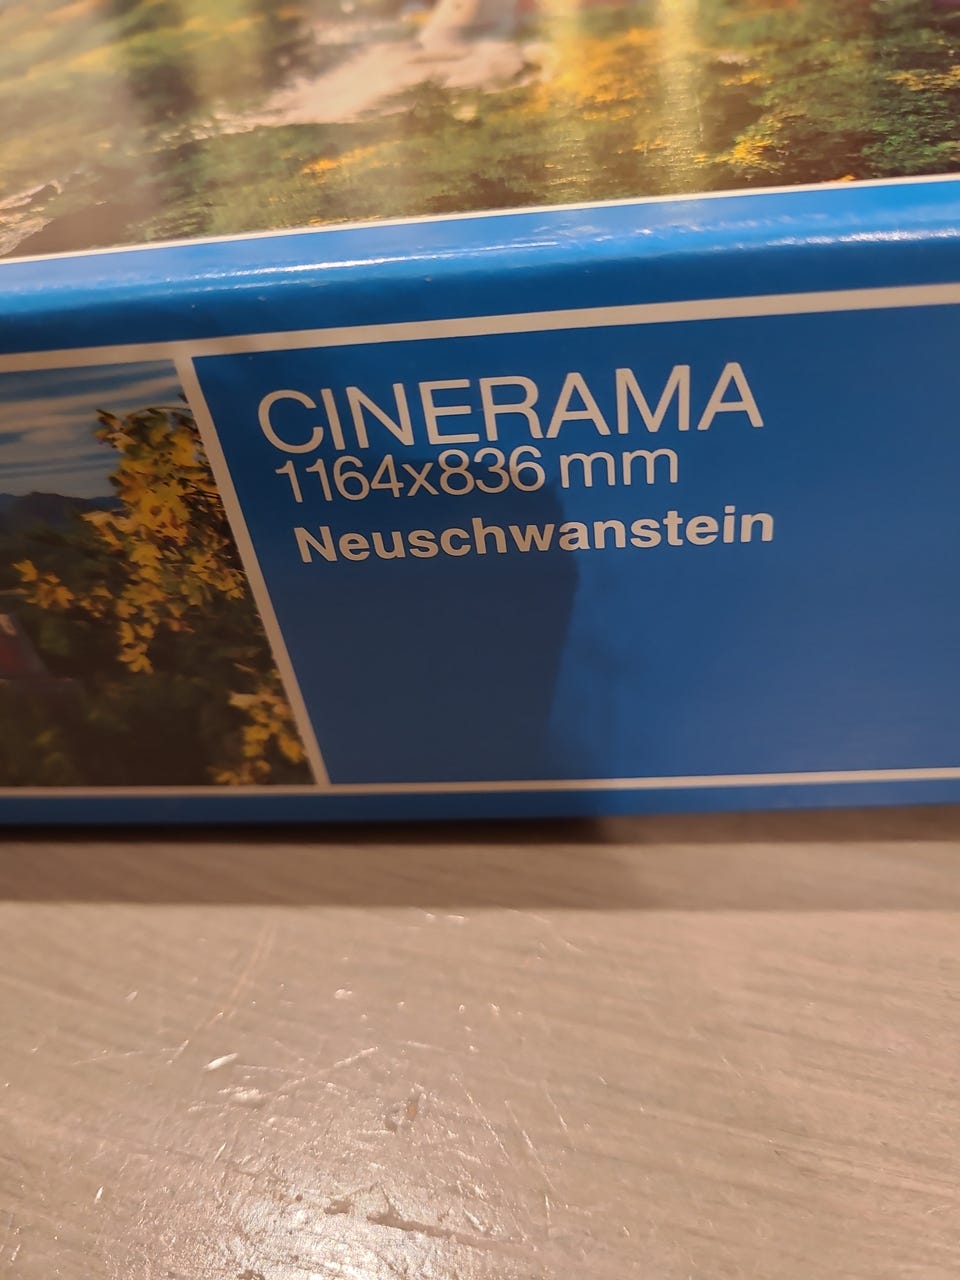 CINERAMA
1164x836 mm
Neuschwanstein